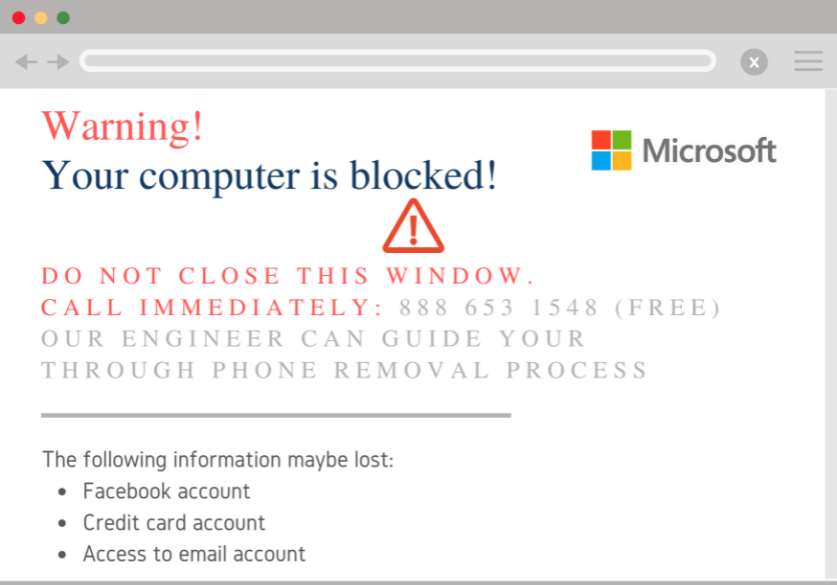 Warning!
Your computer is blocked!
Microsoft
DO NOT CLOSE THIS WINDOW.
CALL IMMEDIATELY: 888 653 1548 (FREE)
OUR ENGINEER CAN GUIDE YOUR
THROUGH PHONE REMOVAL PROCESS
The following information maybe lost:
• Facebook account
• Credit card account
• Access to email account